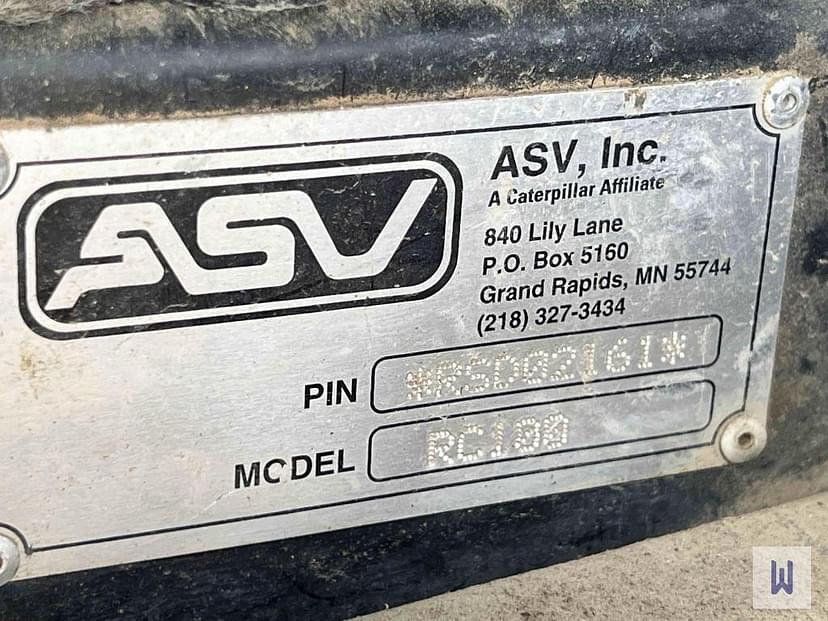 ASV
ASV, Inc.
A Caterpillar Affiliate
840 Lily Lane
P.O. Box 5160
Grand Rapids, MN 55744
(218) 327-3434
PIN *RSD02161*
MODEL RC100
W